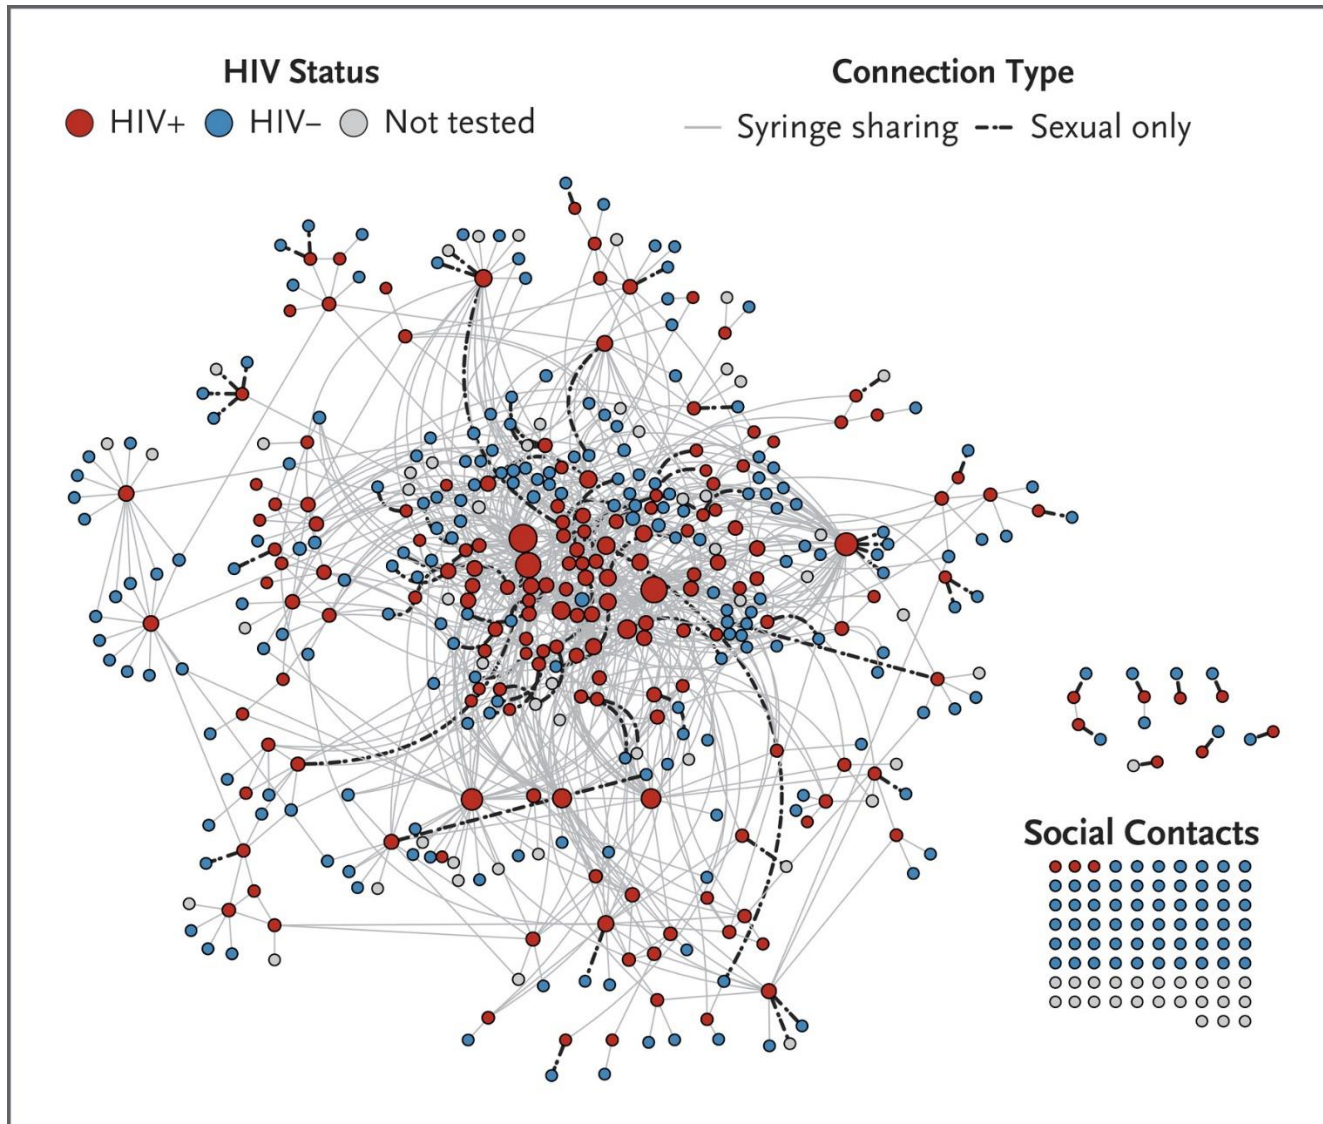 HIV Status
HIV+ HIV– Not tested
Connection Type
Syringe sharing Sexual only
Social Contacts